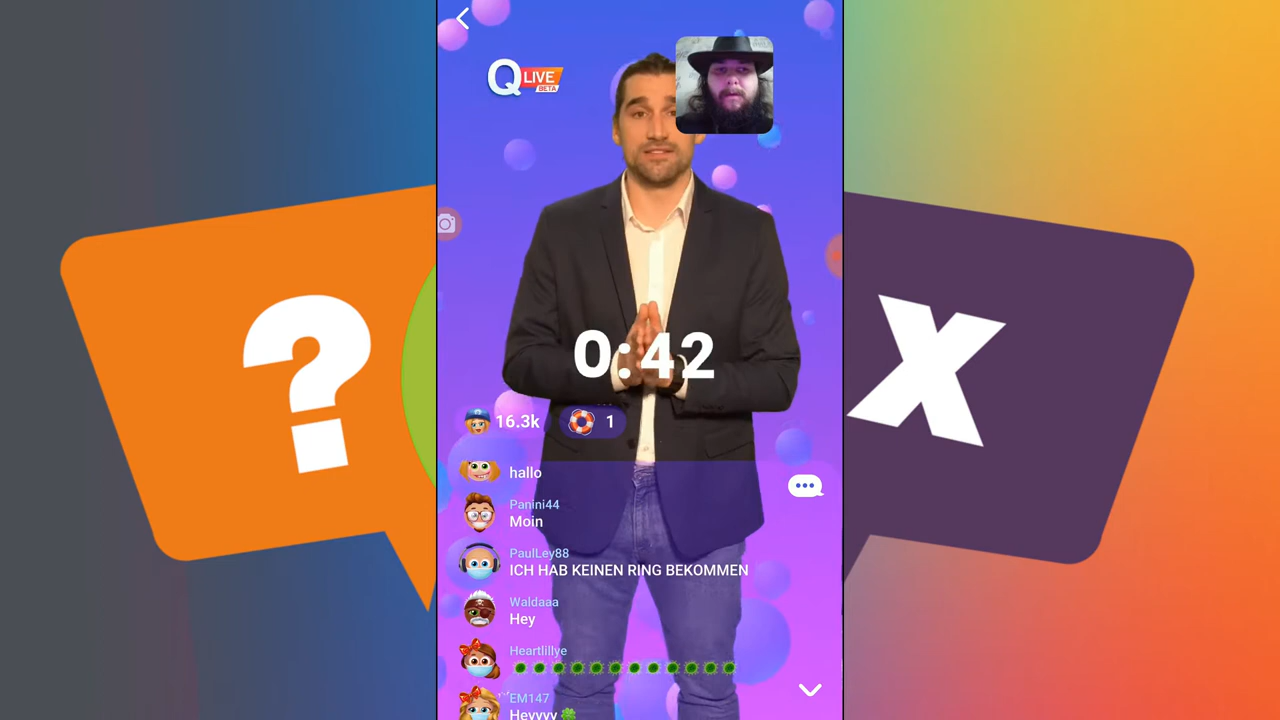 Q LIVE
BETA
?
X
0:42
16.3k
1
hallo
Panini44
Moin
PaulLey88
ICH HAB KEINEN RING BEKOMMEN
Waldaaa
Hey
Heartlillye
EM147
Heyyyy